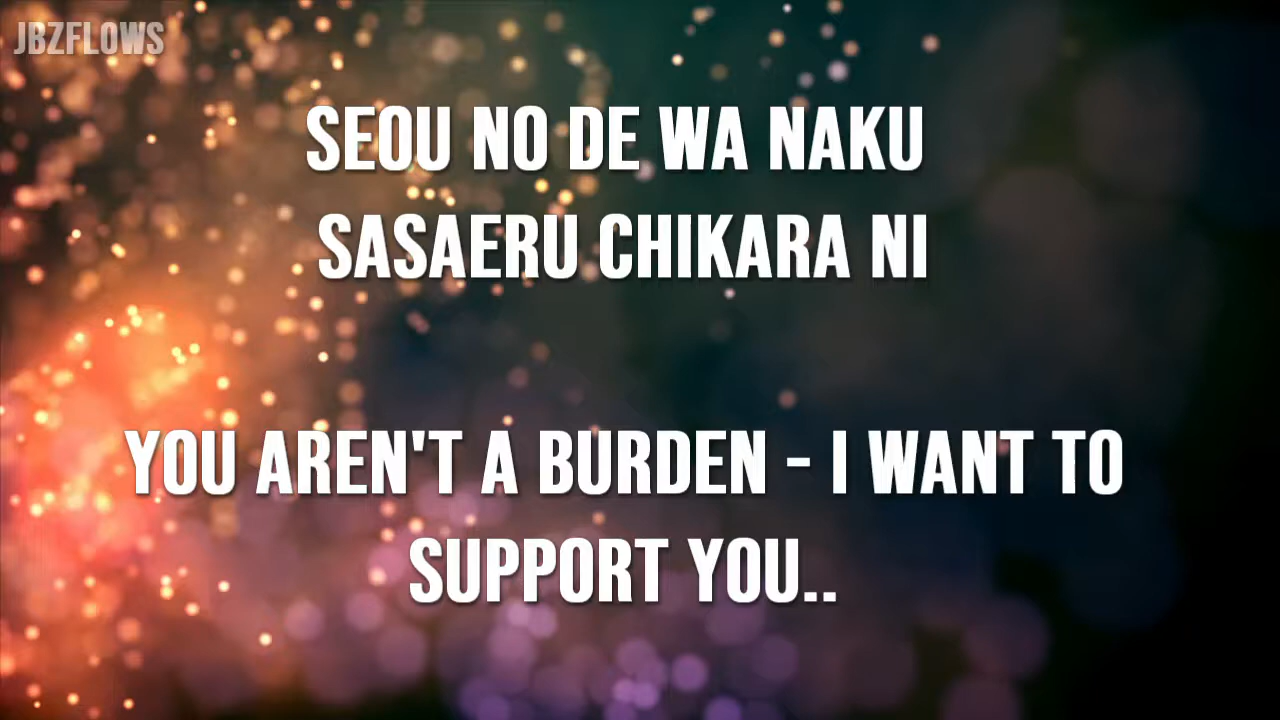 JBZFLOWS
SEOU NO DE WA NAKU
SASAERU CHIKARA NI
YOU AREN'T A BURDEN - I WANT TO
SUPPORT YOU..